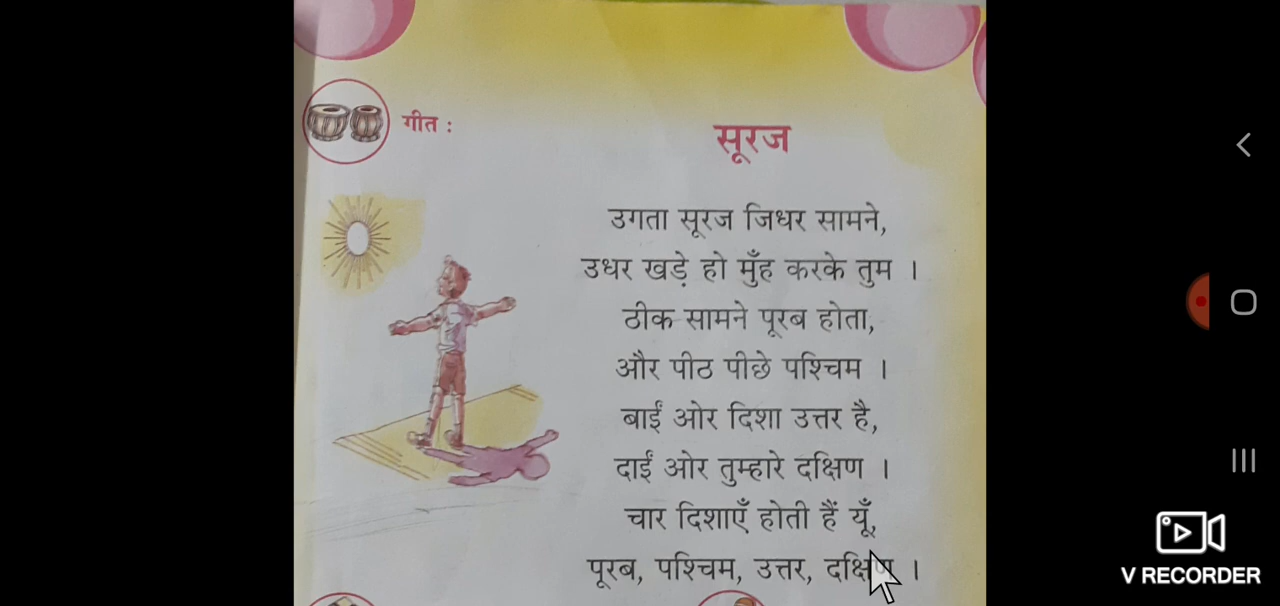 गीत :
सूरज
उगता सूरज जिधर सामने,
उधर खड़े हो मुँह करके तुम ।
ठीक सामने पूरब होता,
और पीठ पीछे पश्चिम ।
बाईं ओर दिशा उत्तर है,
दाईं ओर तुम्हारे दक्षिण ।
चार दिशाएँ होती हैं यूँ,
पूरब, पश्चिम, उत्तर, दक्षिण ।
V RECORDER